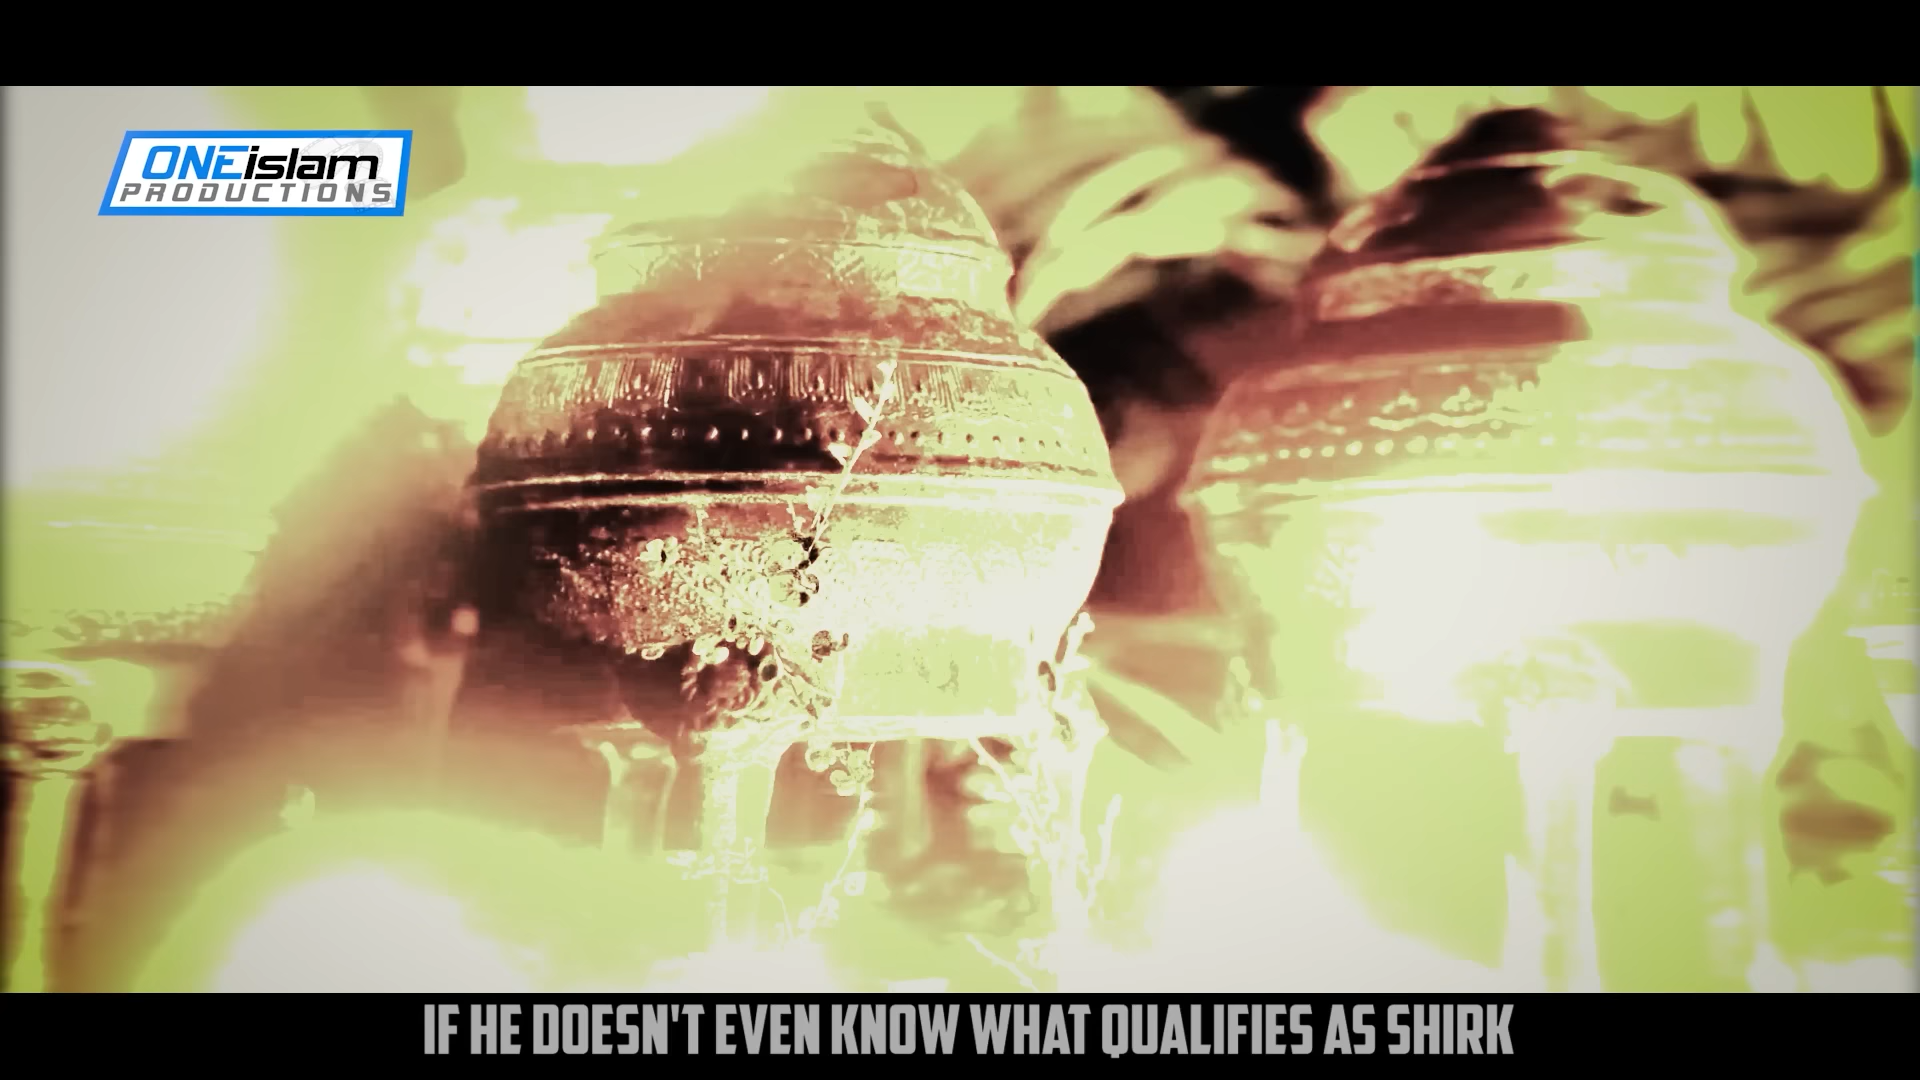 ONEislam
PRODUCTIONS
IF HE DOESN'T EVEN KNOW WHAT QUALIFIES AS SHIRK